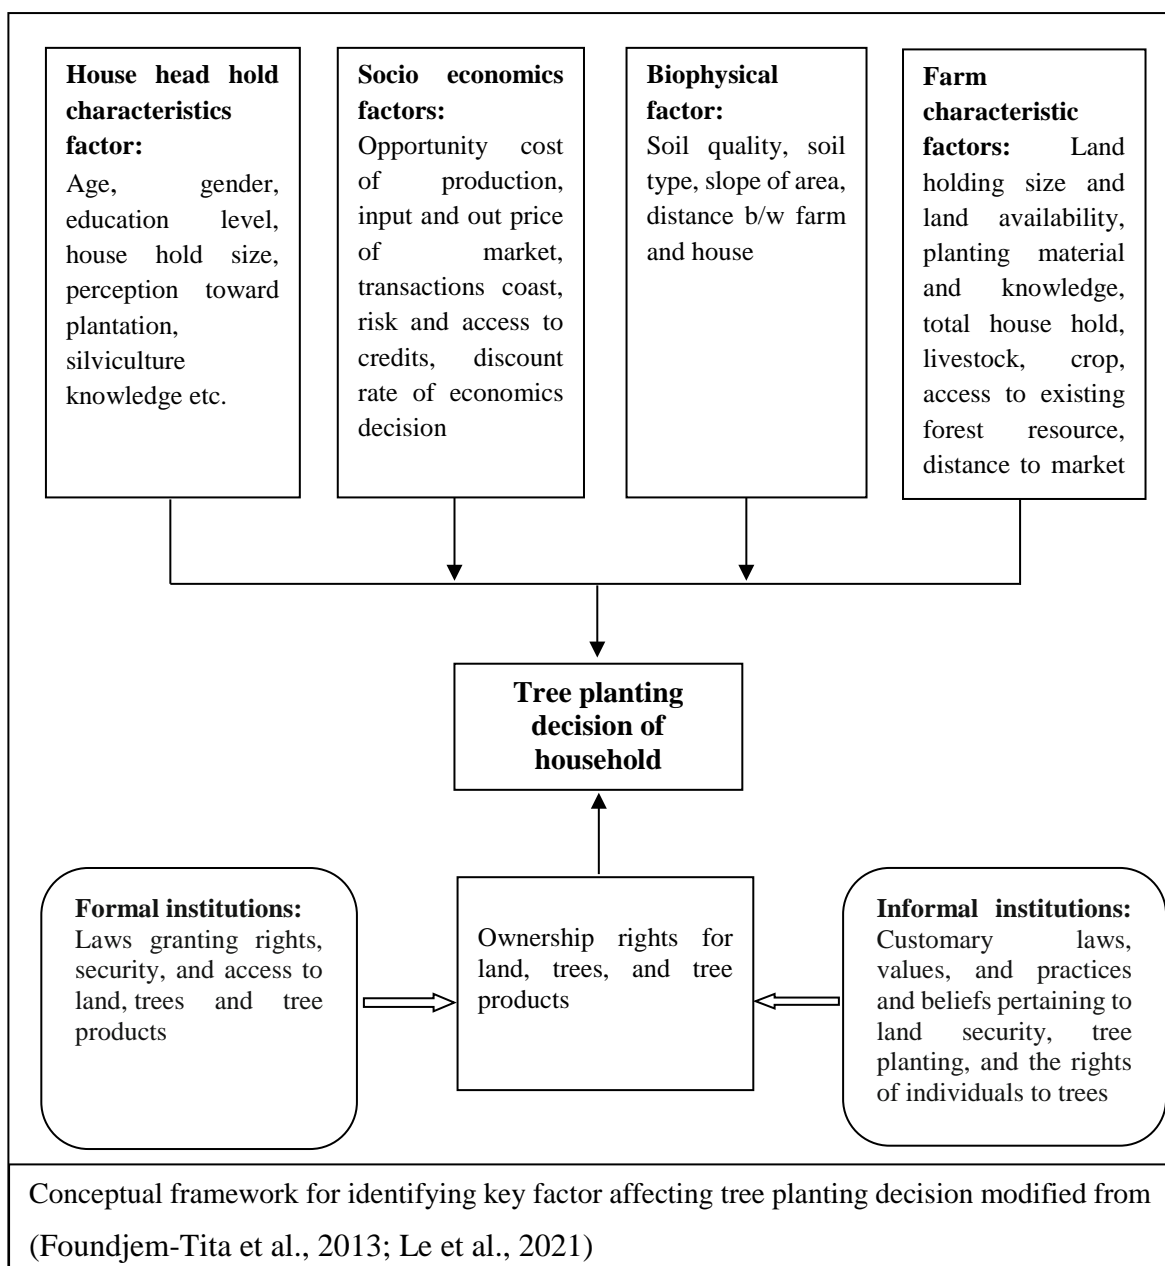 House head hold
characteristics
factor:
Age, gender,
education level,
house hold size,
perception toward
plantation,
silviculture
knowledge etc.
Socio economics
factors:
Opportunity cost
of production,
input and out price
of market,
transactions coast,
risk and access to
credits, discount
rate of economics
decision
Biophysical
factor:
Soil quality, soil
type, slope of area,
distance b/w farm
and house
Farm
characteristic
factors: Land
holding size and
land availability,
planting material
and knowledge,
total house hold,
livestock, crop,
access to existing
forest resource,
distance to market
Tree planting
decision of
household
Formal institutions:
Laws granting rights,
security, and access to
land, trees and tree
products
Ownership rights for
land, trees, and tree
products
Informal institutions:
Customary laws,
values, and practices
and beliefs pertaining to
land security, tree
planting, and the rights
of individuals to trees
Conceptual framework for identifying key factor affecting tree planting decision modified from
(Foundjem-Tita et al., 2013; Le et al., 2021)